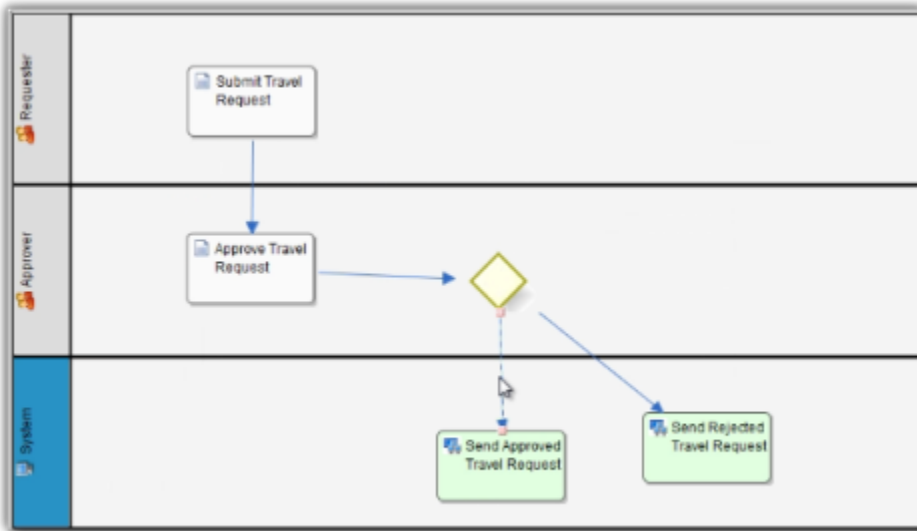 Requester
Submit Travel
Request
Approver
Approve Travel
Request
System
Send Approved
Travel Request
Send Rejected
Travel Request